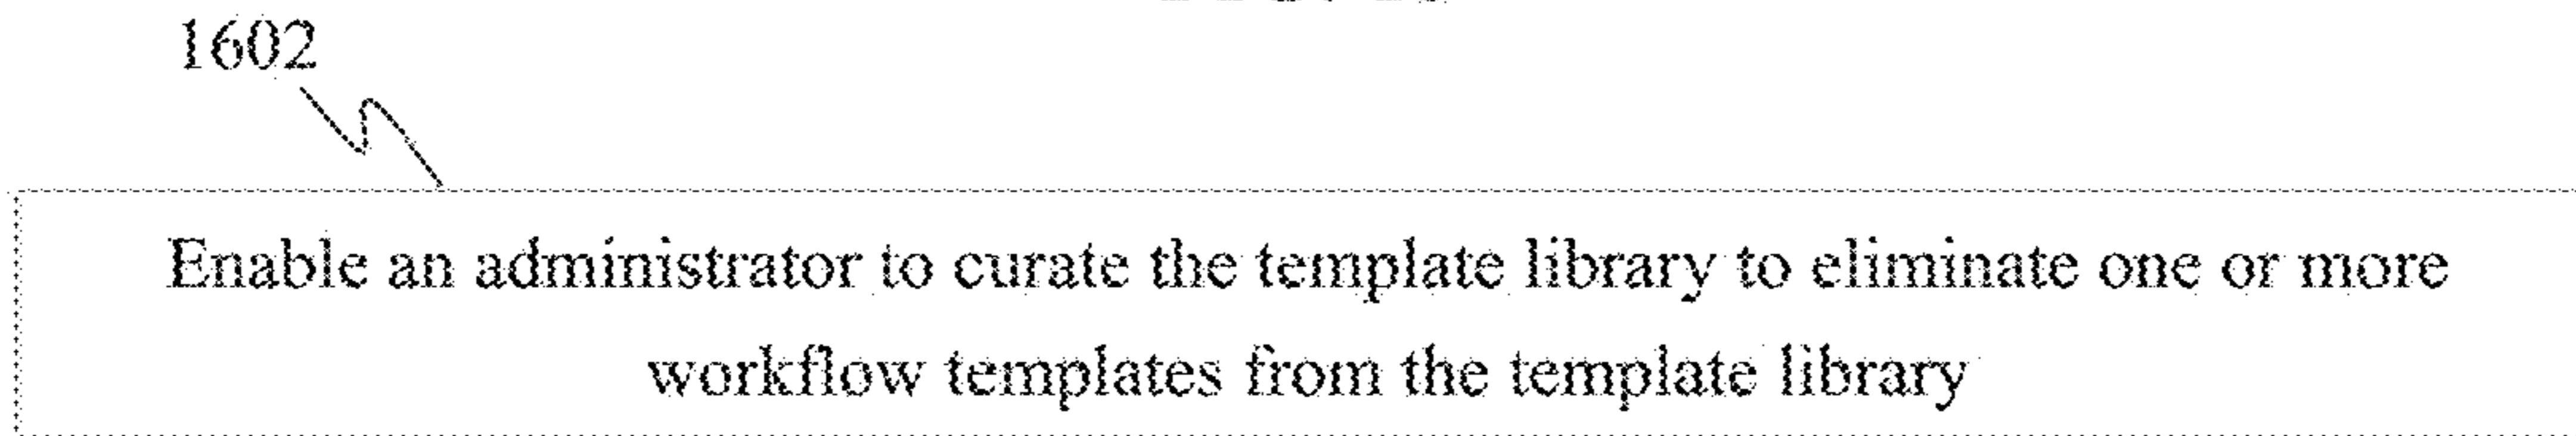 1602
Enable an administrator to curate the template library to eliminate one or more
workflow templates from the template library